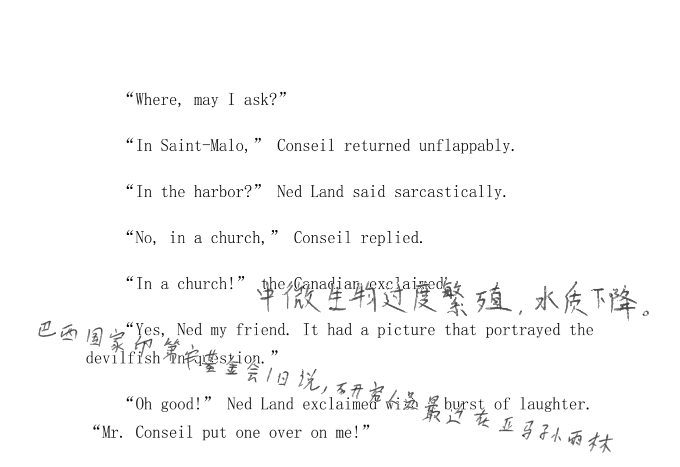 “Where, may I ask?”
“In Saint-Malo,” Conseil returned unflappably.
“In the harbor?” Ned Land said sarcastically.
“No, in a church,” Conseil replied.
“In a church!” the Canadian exclaimed.
中微生物过度繁殖，水质下降。
“Yes, Ned my friend. It had a picture that portrayed the
devilfish in question.”
巴西国家 第 基金会1日说，研究人员最近在亚马孙雨林
“Oh good!” Ned Land exclaimed with a burst of laughter.
“Mr. Conseil put one over on me!”